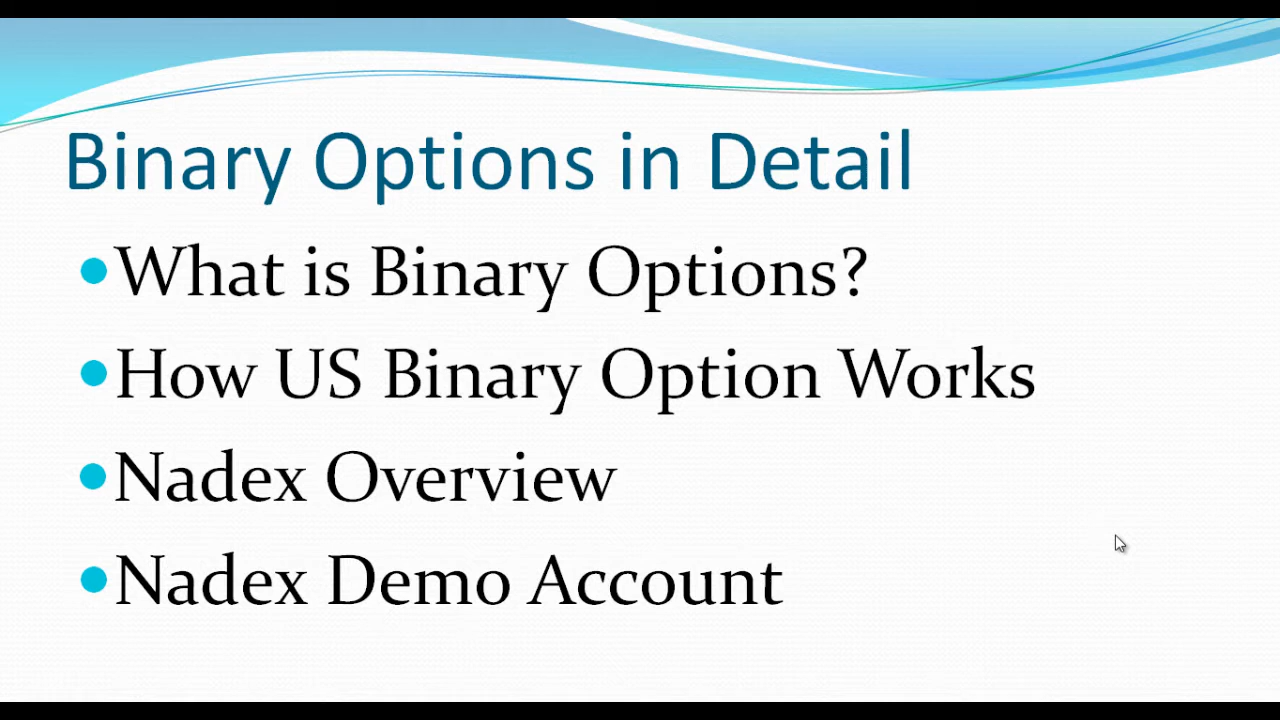 Binary Options in Detail
What is Binary Options?
How US Binary Option Works
Nadex Overview
Nadex Demo Account